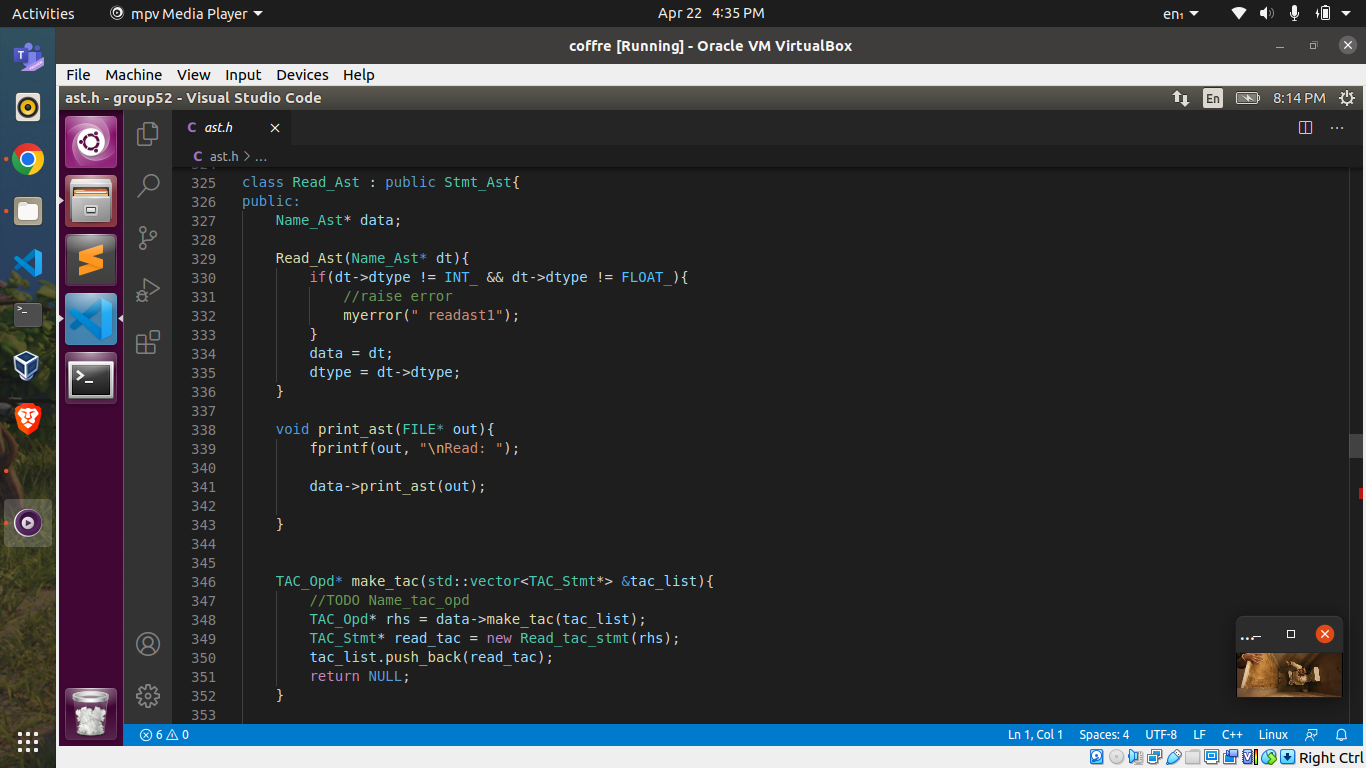 Activities mpv Media Player Apr 22 4:35 PM en₁
coffre [Running] - Oracle VM VirtualBox
File Machine View Input Devices Help
ast.h - group52 - Visual Studio Code En 8:14 PM
C ast.h
C ast.h > ...
325 class Read_Ast : public Stmt_Ast{
326 public:
327 Name_Ast* data;
328
329 Read_Ast(Name_Ast* dt){
330 if(dt->dtype != INT_ && dt->dtype != FLOAT_){
331 //raise error
332 myerror(" readast1");
333 }
334 data = dt;
335 dtype = dt->dtype;
336 }
337
338 void print_ast(FILE* out){
339 fprintf(out, "\nRead: ");
340
341 data->print_ast(out);
342
343 }
344
345
346 TAC_Opd* make_tac(std::vector<TAC_Stmt*> &tac_list){
347 //TODO Name_tac_opd
348 TAC_Opd* rhs = data->make_tac(tac_list);
349 TAC_Stmt* read_tac = new Read_tac_stmt(rhs);
350 tac_list.push_back(read_tac);
351 return NULL;
352 }
353
6 0 Ln 1, Col 1 Spaces: 4 UTF-8 LF C++ Linux
Right Ctrl